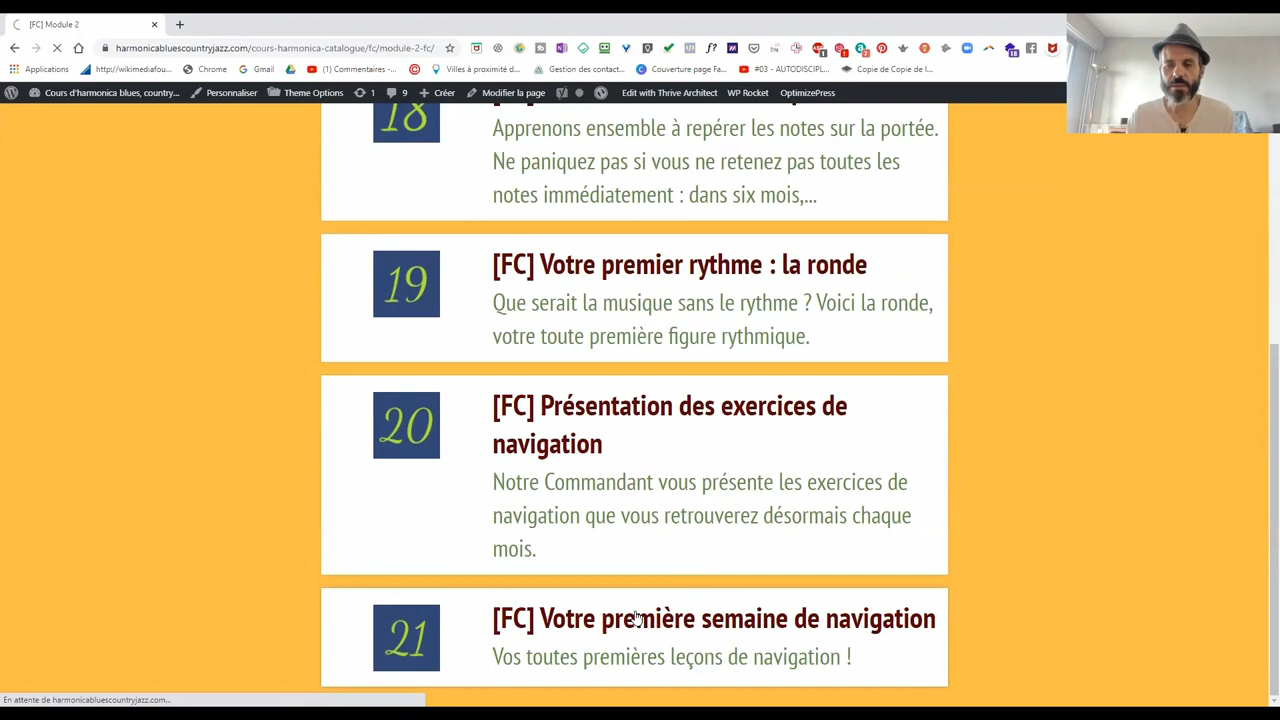 [FC] Module 2
harmonicabluescountryjazz.com/cours-harmonica-catalogue/fc/module-2-fc/
Applications
http://wikimediafou...
Chrome
Gmail
(1) Commentaires -...
Villes à proximité d...
Gestion des contact...
Couverture page Fa...
#03 - AUTODISCIPL...
Copie de Copie de l...
Cours d'harmonica blues, country...
Personnaliser
Theme Options
1
9
Créer
Modifier la page
Edit with Thrive Architect
WP Rocket
OptimizePress
18
Apprenons ensemble à repérer les notes sur la portée.
Ne paniquez pas si vous ne retenez pas toutes les
notes immédiatement : dans six mois,...
19
[FC] Votre premier rythme : la ronde
Que serait la musique sans le rythme ? Voici la ronde,
votre toute première figure rythmique.
20
[FC] Présentation des exercices de
navigation
Notre Commandant vous présente les exercices de
navigation que vous retrouverez désormais chaque
mois.
21
[FC] Votre première semaine de navigation
Vos toutes premières leçons de navigation !
En attente de harmonicabluescountryjazz.com...